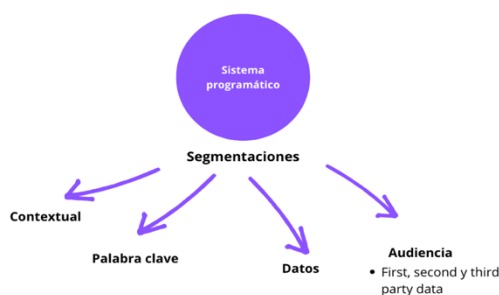 Sistema
programático
Segmentaciones
Contextual
Palabra clave
Datos
Audiencia
• First, second y third
party data